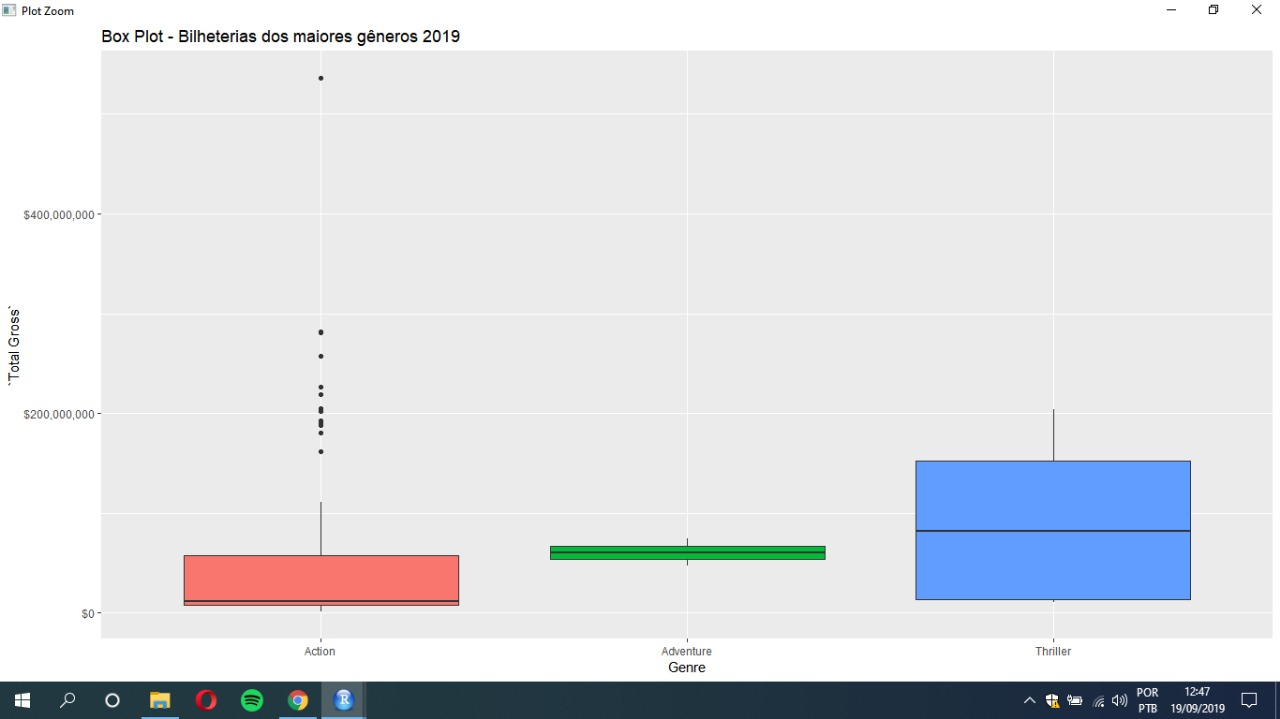 Plot Zoom
Box Plot - Bilheterias dos maiores gêneros 2019
`Total Gross`
$400,000,000
$200,000,000
$0
Action Adventure Thriller
Genre
R
POR 12:47
PTB 19/09/2019